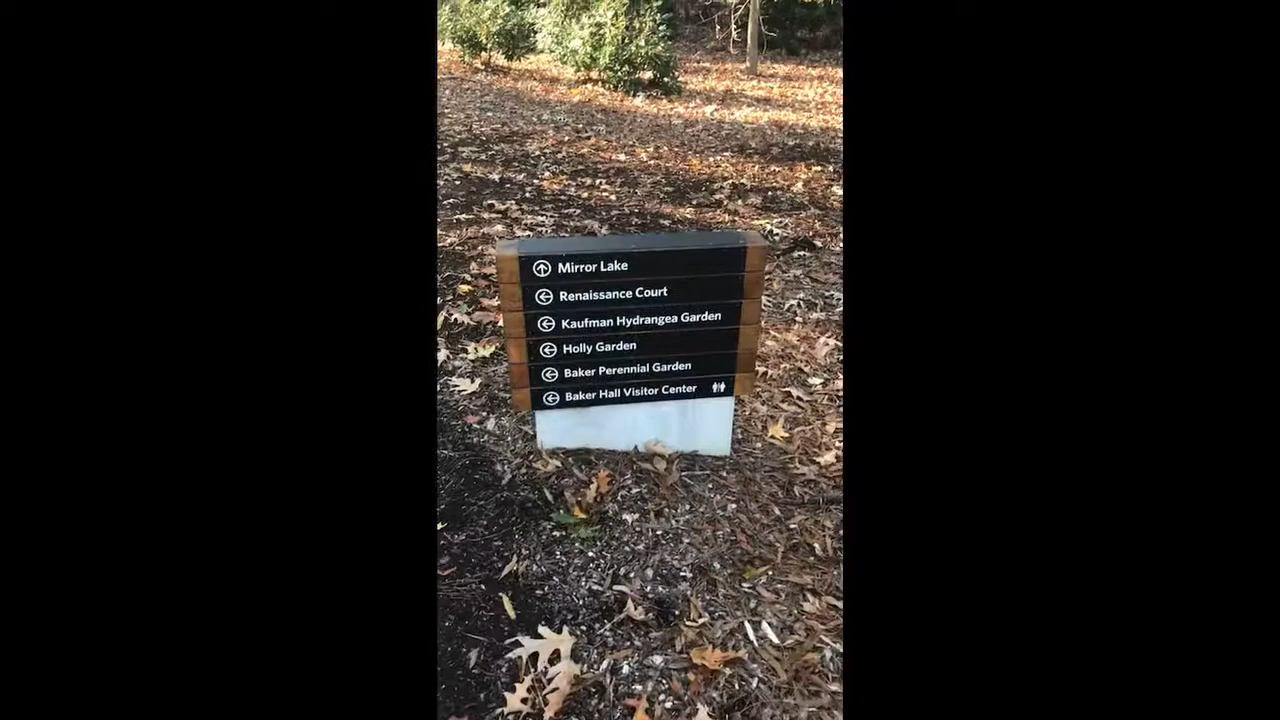 Mirror Lake
Renaissance Court
Kaufman Hydrangea Garden
Holly Garden
Baker Perennial Garden
Baker Hall Visitor Center